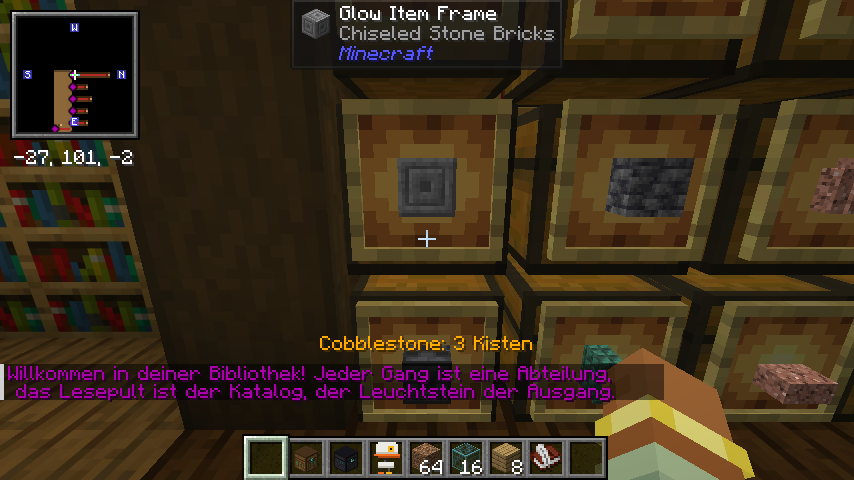 Glow Item Frame
Chiseled Stone Bricks
Minecraft
W
S
N
E
-27, 101, -2
Cobblestone: 3 Kisten
Willkommen in deiner Bibliothek! Jeder Gang ist eine Abteilung,
das Lesepult ist der Katalog, der Leuchtstein der Ausgang.
64
16
8